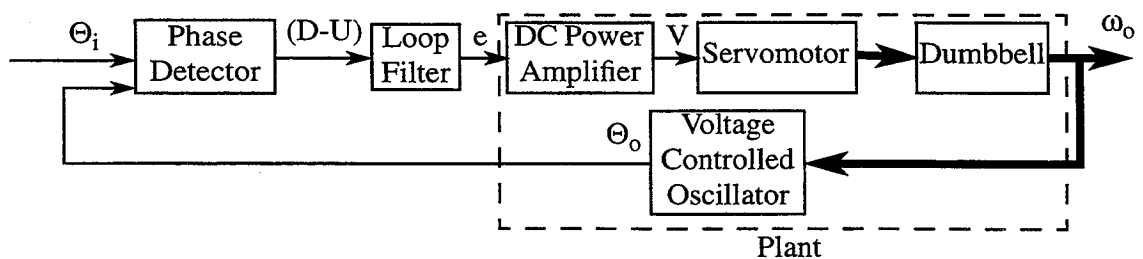 Θi
Phase
Detector
(D-U)
Loop
Filter
e
DC Power
Amplifier
V
Servomotor
Dumbbell
ωo
Θo
Voltage
Controlled
Oscillator
Plant